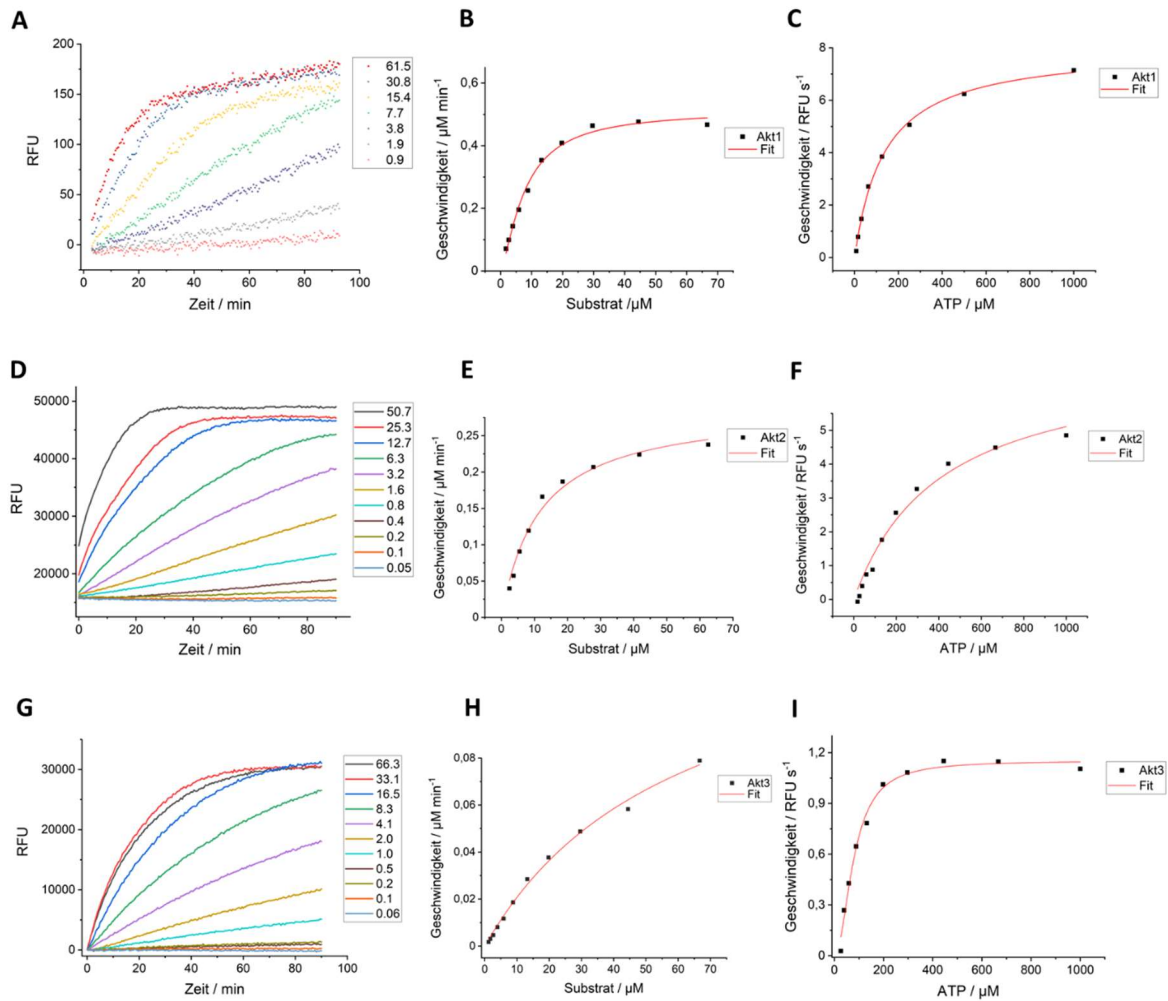 A
RFU
200
150
100
50
0
0 20 40 60 80 100
Zeit / min
61.5
30.8
15.4
7.7
3.8
1.9
0.9
B
Geschwindigkeit / µM min⁻¹
0,6
0,4
0,2
0,0
0 10 20 30 40 50 60 70
Substrat /µM
Akt1
Fit
C
Geschwindigkeit / RFU s⁻¹
8
6
4
2
0
0 200 400 600 800 1000
ATP / µM
Akt1
Fit
D
RFU
50000
40000
30000
20000
0 20 40 60 80
Zeit / min
50.7
25.3
12.7
6.3
3.2
1.6
0.8
0.4
0.2
0.1
0.05
E
Geschwindigkeit / µM min⁻¹
0,25
0,2
0,15
0,1
0,05
0
0 10 20 30 40 50 60 70
Substrat / µM
Akt2
Fit
F
Geschwindigkeit / RFU s⁻¹
5
4
3
2
1
0
0 200 400 600 800 1000
ATP / µM
Akt2
Fit
G
RFU
30000
20000
10000
0
0 20 40 60 80 100
Zeit / min
66.3
33.1
16.5
8.3
4.1
2.0
1.0
0.5
0.2
0.1
0.06
H
Geschwindigkeit / µM min⁻¹
0,08
0,06
0,04
0,02
0
0 10 20 30 40 50 60 70
Substrat / µM
Akt3
Fit
I
Geschwindigkeit / RFU s⁻¹
1,2
0,9
0,6
0,3
0,0
0 200 400 600 800 1000
ATP / µM
Akt3
Fit